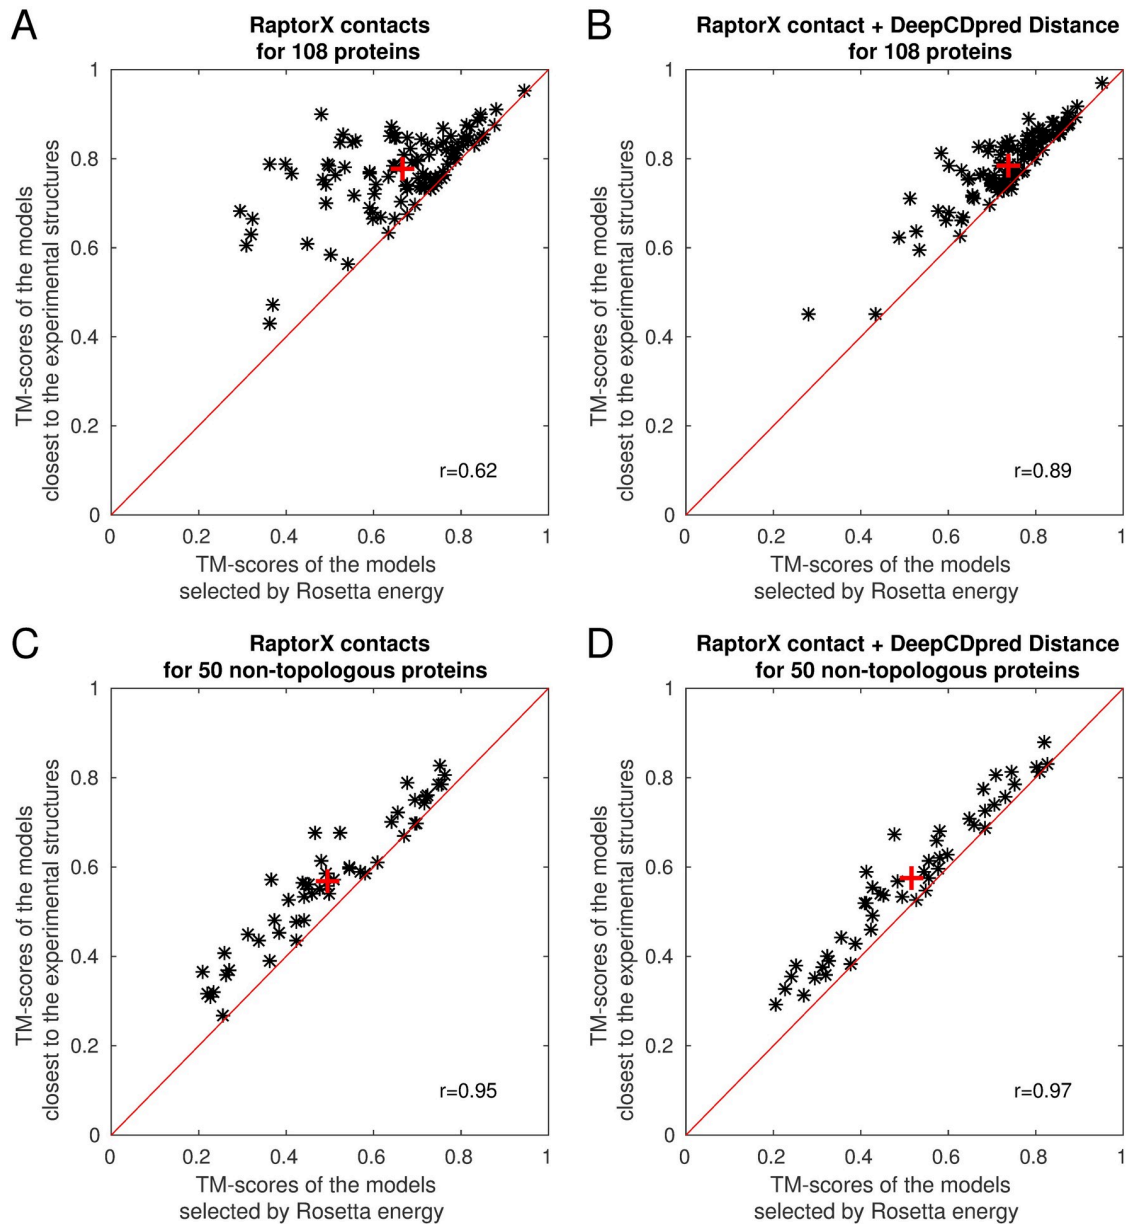 A
RaptorX contacts
for 108 proteins
1
0.8
0.6
0.4
0.2
0
TM-scores of the models
closest to the experimental structures
r=0.62
0 0.2 0.4 0.6 0.8 1
TM-scores of the models
selected by Rosetta energy
B
RaptorX contact + DeepCDpred Distance
for 108 proteins
1
0.8
0.6
0.4
0.2
0
TM-scores of the models
closest to the experimental structures
r=0.89
0 0.2 0.4 0.6 0.8 1
TM-scores of the models
selected by Rosetta energy
C
RaptorX contacts
for 50 non-topologous proteins
1
0.8
0.6
0.4
0.2
0
TM-scores of the models
closest to the experimental structures
r=0.95
0 0.2 0.4 0.6 0.8 1
TM-scores of the models
selected by Rosetta energy
D
RaptorX contact + DeepCDpred Distance
for 50 non-topologous proteins
1
0.8
0.6
0.4
0.2
0
TM-scores of the models
closest to the experimental structures
r=0.97
0 0.2 0.4 0.6 0.8 1
TM-scores of the models
selected by Rosetta energy